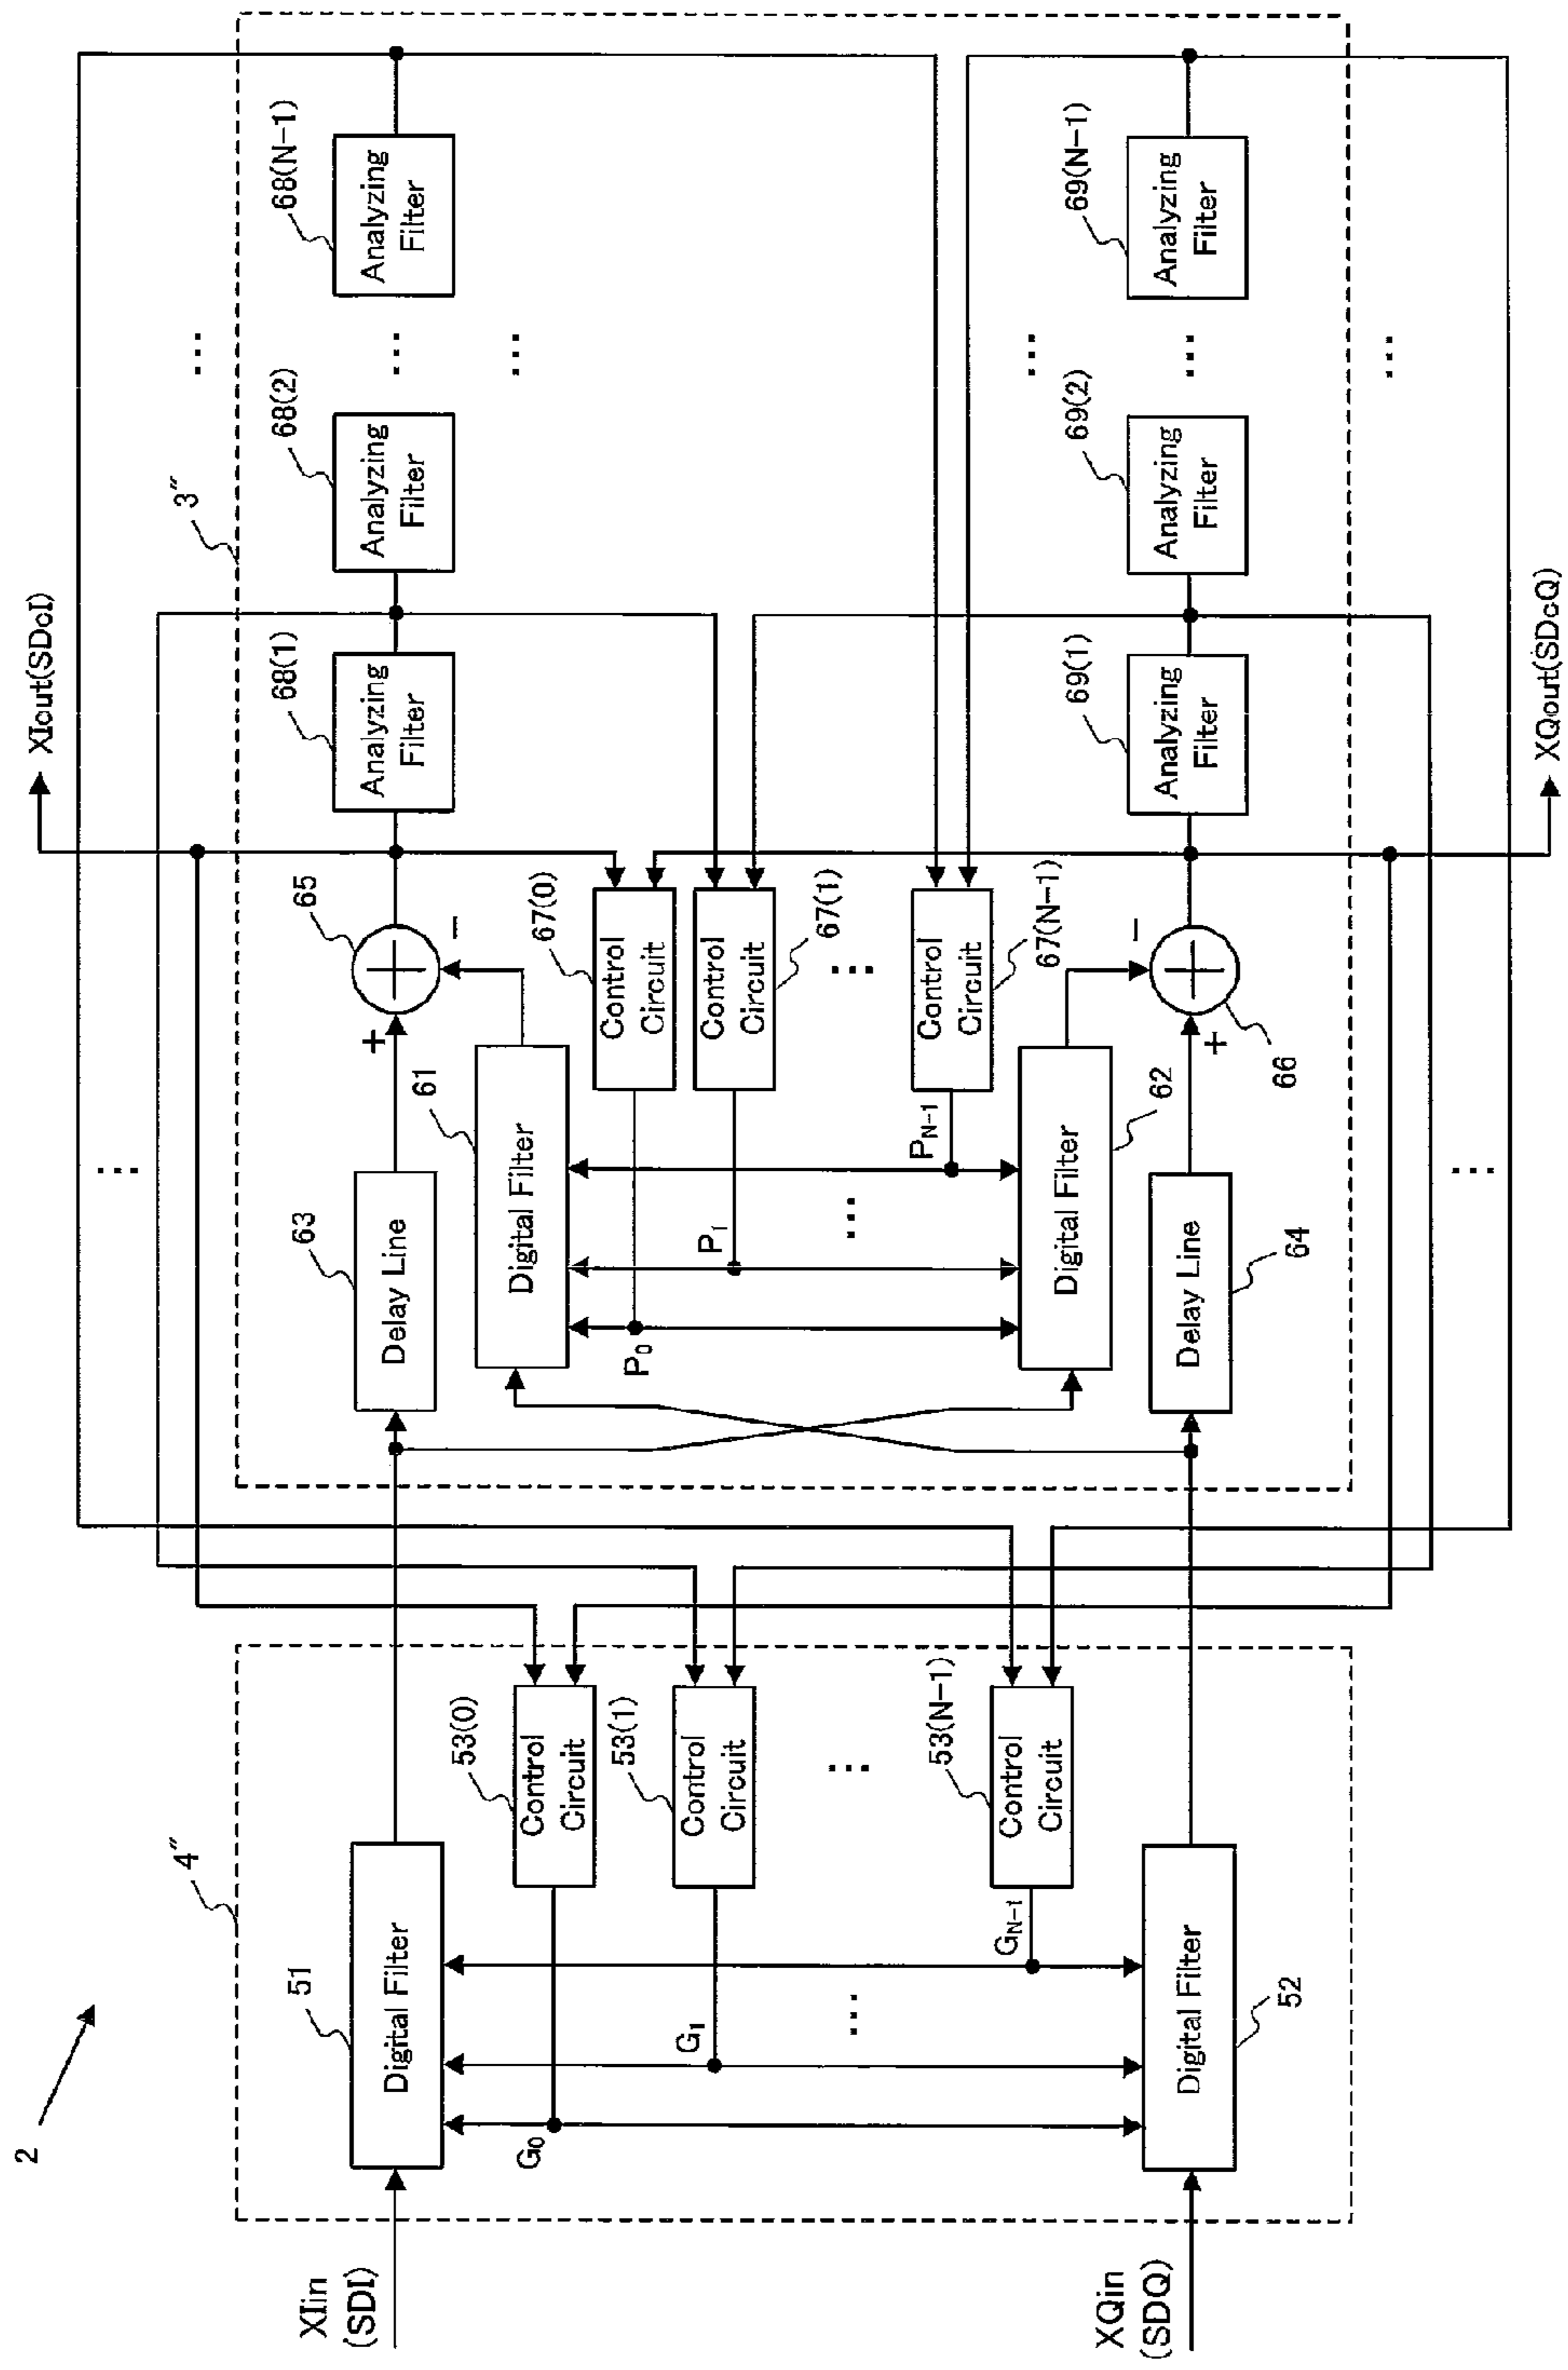 2
4″
3″
XIin
(SDI)
XQin
(SDQ)
51
Digital Filter
52
Digital Filter
G0
G1
GN−1
…
53(0)
Control
Circuit
53(1)
Control
Circuit
…
53(N−1)
Control
Circuit
63
Delay Line
64
Delay Line
61
Digital Filter
62
Digital Filter
P0
P1
PN−1
…
65
+
−
66
+
−
67(0)
Control
Circuit
67(1)
Control
Circuit
…
67(N−1)
Control
Circuit
…
…
XIout(SDcI)
XQout(SDcQ)
68(1)
Analyzing
Filter
68(2)
Analyzing
Filter
…
…
…
68(N−1)
Analyzing
Filter
69(1)
Analyzing
Filter
69(2)
Analyzing
Filter
…
…
…
69(N−1)
Analyzing
Filter